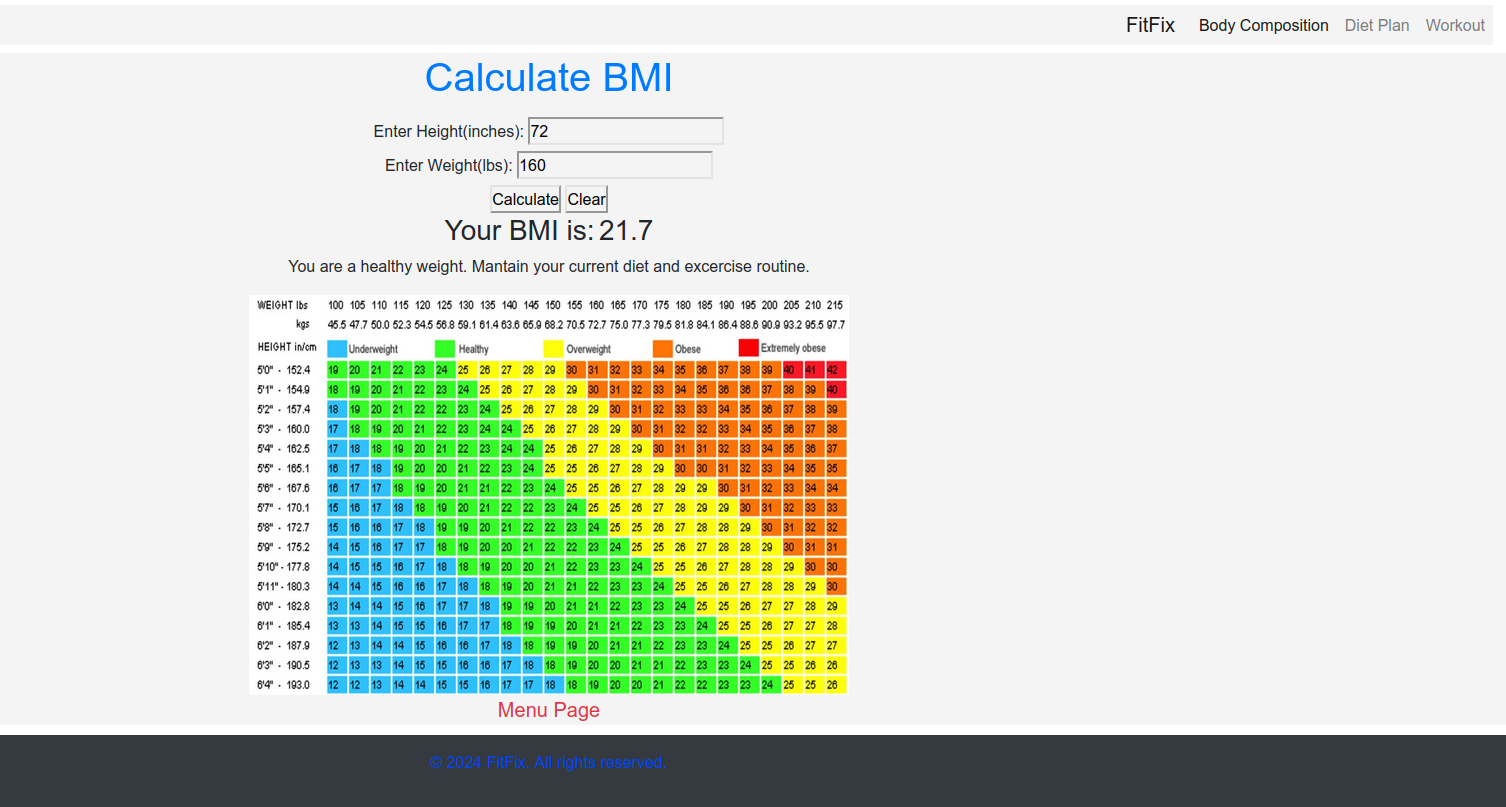 FitFix Body Composition Diet Plan Workout
Calculate BMI
Enter Height(inches): 72
Enter Weight(lbs): 160
Calculate Clear
Your BMI is: 21.7
You are a healthy weight. Mantain your current diet and excercise routine.
WEIGHT lbs 100 105 110 115 120 125 130 135 140 145 150 155 160 165 170 175 180 185 190 195 200 205 210 215
kgs 45.5 47.7 50.0 52.3 54.5 56.8 59.1 61.4 63.6 65.9 68.2 70.5 72.7 75.0 77.3 79.5 81.8 84.1 86.4 88.6 90.9 93.2 95.5 97.7
HEIGHT in/cm Underweight Healthy Overweight Obese Extremely obese
5'0" - 152.4 19 20 21 22 23 24 25 26 27 28 29 30 31 32 33 34 35 36 37 38 39 40 41 42
5'1" - 154.9 18 19 20 21 22 23 24 25 26 27 28 29 30 31 32 33 34 35 36 36 37 38 39 40
5'2" - 157.4 18 19 20 21 22 22 23 24 25 26 27 28 29 30 31 32 33 33 34 35 36 37 38 39
5'3" - 160.0 17 18 19 20 21 22 23 24 24 25 26 27 28 29 30 31 32 32 33 34 35 36 37 38
5'4" - 162.5 17 18 18 19 20 21 22 23 24 24 25 26 27 28 29 30 31 31 32 33 34 35 36 37
5'5" - 165.1 16 17 18 19 20 20 21 22 23 24 25 25 26 27 28 29 30 30 31 32 33 34 35 35
5'6" - 167.6 16 17 17 18 19 20 21 21 22 23 24 25 25 26 27 28 29 29 30 31 32 33 34 34
5'7" - 170.1 15 16 17 18 18 19 20 21 22 22 23 24 25 25 26 27 28 29 29 30 31 32 33 33
5'8" - 172.7 15 16 16 17 18 19 19 20 21 22 22 23 24 25 25 26 27 28 28 29 30 31 32 32
5'9" - 175.2 14 15 16 17 17 18 19 20 20 21 22 22 23 24 25 25 26 27 28 28 29 30 31 31
5'10" - 177.8 14 15 15 16 17 18 18 19 20 20 21 22 23 23 24 25 25 26 27 28 28 29 30 30
5'11" - 180.3 14 14 15 16 16 17 18 18 19 20 21 21 22 23 23 24 25 25 26 27 28 28 29 30
6'0" - 182.8 13 14 14 15 16 17 17 18 19 19 20 21 21 22 23 23 24 25 25 26 27 27 28 29
6'1" - 185.4 13 13 14 15 15 16 17 17 18 19 19 20 21 21 22 23 23 24 25 25 26 27 27 28
6'2" - 187.9 12 13 14 14 15 16 16 17 18 18 19 19 20 21 21 22 23 23 24 25 25 26 27 27
6'3" - 190.5 12 13 13 14 15 15 16 16 17 18 18 19 20 20 21 21 22 23 23 24 25 25 26 26
6'4" - 193.0 12 12 13 14 14 15 15 16 17 17 18 18 19 20 20 21 22 22 23 23 24 25 25 26
Menu Page
© 2024 FitFix. All rights reserved.